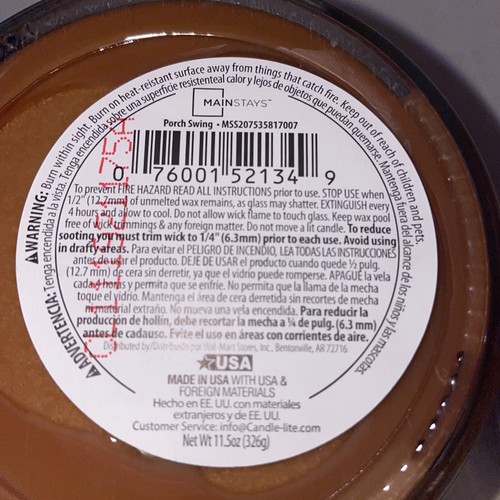 WARNING: Burn within sight. Burn on heat-resistant surface away from things that catch fire. Keep out of reach of children and pets.
ADVERTENCIA: Tenga encendida a la vista. Tenga encendida sobre una superficie resistenteal calor y lejos de objetos que puedan quemarse. Mantenga fuera del alcance de los niños y las mascotas.
MAINSTAYS™
Porch Swing • MSS207535817007
0 76001 52134 9
To prevent FIRE HAZARD READ ALL INSTRUCTIONS prior to use. STOP USE when
1/2" (12.7mm) of unmelted wax remains, as glass may shatter. EXTINGUISH every
4 hours and allow to cool. Do not allow wick flame to touch glass. Keep wax pool
free of wick trimmings & any foreign matter. Do not move a lit candle. To reduce
sooting you must trim wick to 1/4" (6.3mm) prior to each use. Avoid using
in drafty areas. Para evitar el PELIGRO DE INCENDIO, LEA TODAS LAS INSTRUCCIONES
antes de usar el producto. DEJE DE USAR el producto cuando quede ½ pulg.
(12.7 mm) de cera sin derretir, ya que el vidrio puede romperse. APAGUE la vela
cada 4 horas y permita que se enfríe. No permita que la llama de la mecha
toque el vidrio. Mantenga el área de cera derretida sin recortes de mecha
ni material extraño. No mueva una vela encendida. Para reducir la
producción de hollín, debe recortar la mecha a ¼ de pulg. (6.3 mm)
antes de cadauso. Evite el uso en áreas con corrientes de aire.
Distributed by/Distribuido por Wal-Mart Stores, Inc., Bentonville, AR 72716
USA
MADE IN USA WITH USA &
FOREIGN MATERIALS
Hecho en EE. UU. con materiales
extranjeros y de EE. UU.
Customer Service: info@Candle-lite.com
Net Wt 11.5oz (326g)